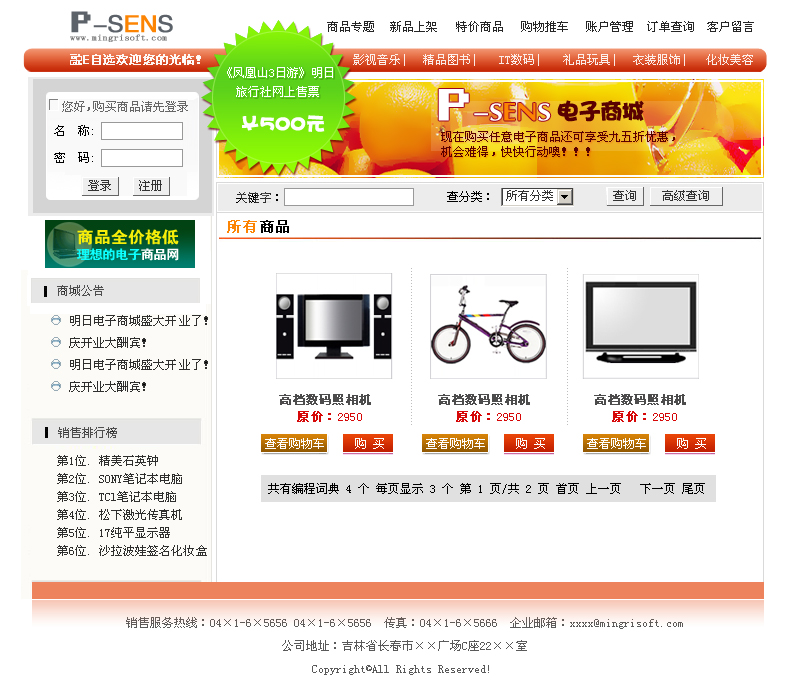 P-SENS
www.mingrisoft.com
商品专题 新品上架 特价商品 购物推车 账户管理 订单查询 客户留言
融E自选欢迎您的光临!
影视音乐| 精品图书| IT数码| 礼品玩具| 衣装服饰| 化妆美容
《凤凰山3日游》明日
旅行社网上售票
¥500元
您好,购买商品请先登录
名 称:
密 码:
登录 注册
P-SENS 电子商城
现在购买任意电子商品还可享受九五折优惠,
机会难得,快快行动噢!!!
关键字: 查分类: 所有分类 查询 高级查询
商品全价格低
理想的电子商品网
所有商品
商城公告
明日电子商城盛大开业了!
庆开业大酬宾!
明日电子商城盛大开业了!
庆开业大酬宾!
高档数码照相机 高档数码照相机 高档数码照相机
原价:2950 原价:2950 原价:2950
查看购物车 购 买 查看购物车 购 买 查看购物车 购 买
销售排行榜
第1位. 精美石英钟
第2位. SONY笔记本电脑
第3位. TCl笔记本电脑
第4位. 松下激光传真机
第5位. 17纯平显示器
第6位. 沙拉波娃签名化妆盒
共有编程词典 4 个 每页显示 3 个 第 1 页/共 2 页 首页 上一页 下一页 尾页
销售服务热线:04×1-6×5656 04×1-6×5656 传真:04×1-6×5666 企业邮箱:xxxx@mingrisoft.com
公司地址:吉林省长春市××广场C座22××室
Copyright©All Rights Reserved!